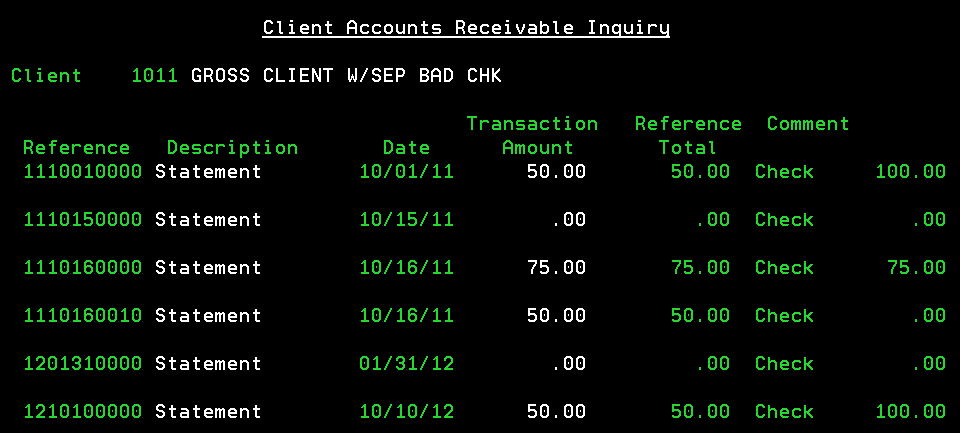 Client Accounts Receivable Inquiry
Client 1011 GROSS CLIENT W/SEP BAD CHK
Transaction Reference Comment
Reference Description Date Amount Total
1110010000 Statement 10/01/11 50.00 50.00 Check 100.00
1110150000 Statement 10/15/11 .00 .00 Check .00
1110160000 Statement 10/16/11 75.00 75.00 Check 75.00
1110160010 Statement 10/16/11 50.00 50.00 Check .00
1201310000 Statement 01/31/12 .00 .00 Check .00
1210100000 Statement 10/10/12 50.00 50.00 Check 100.00